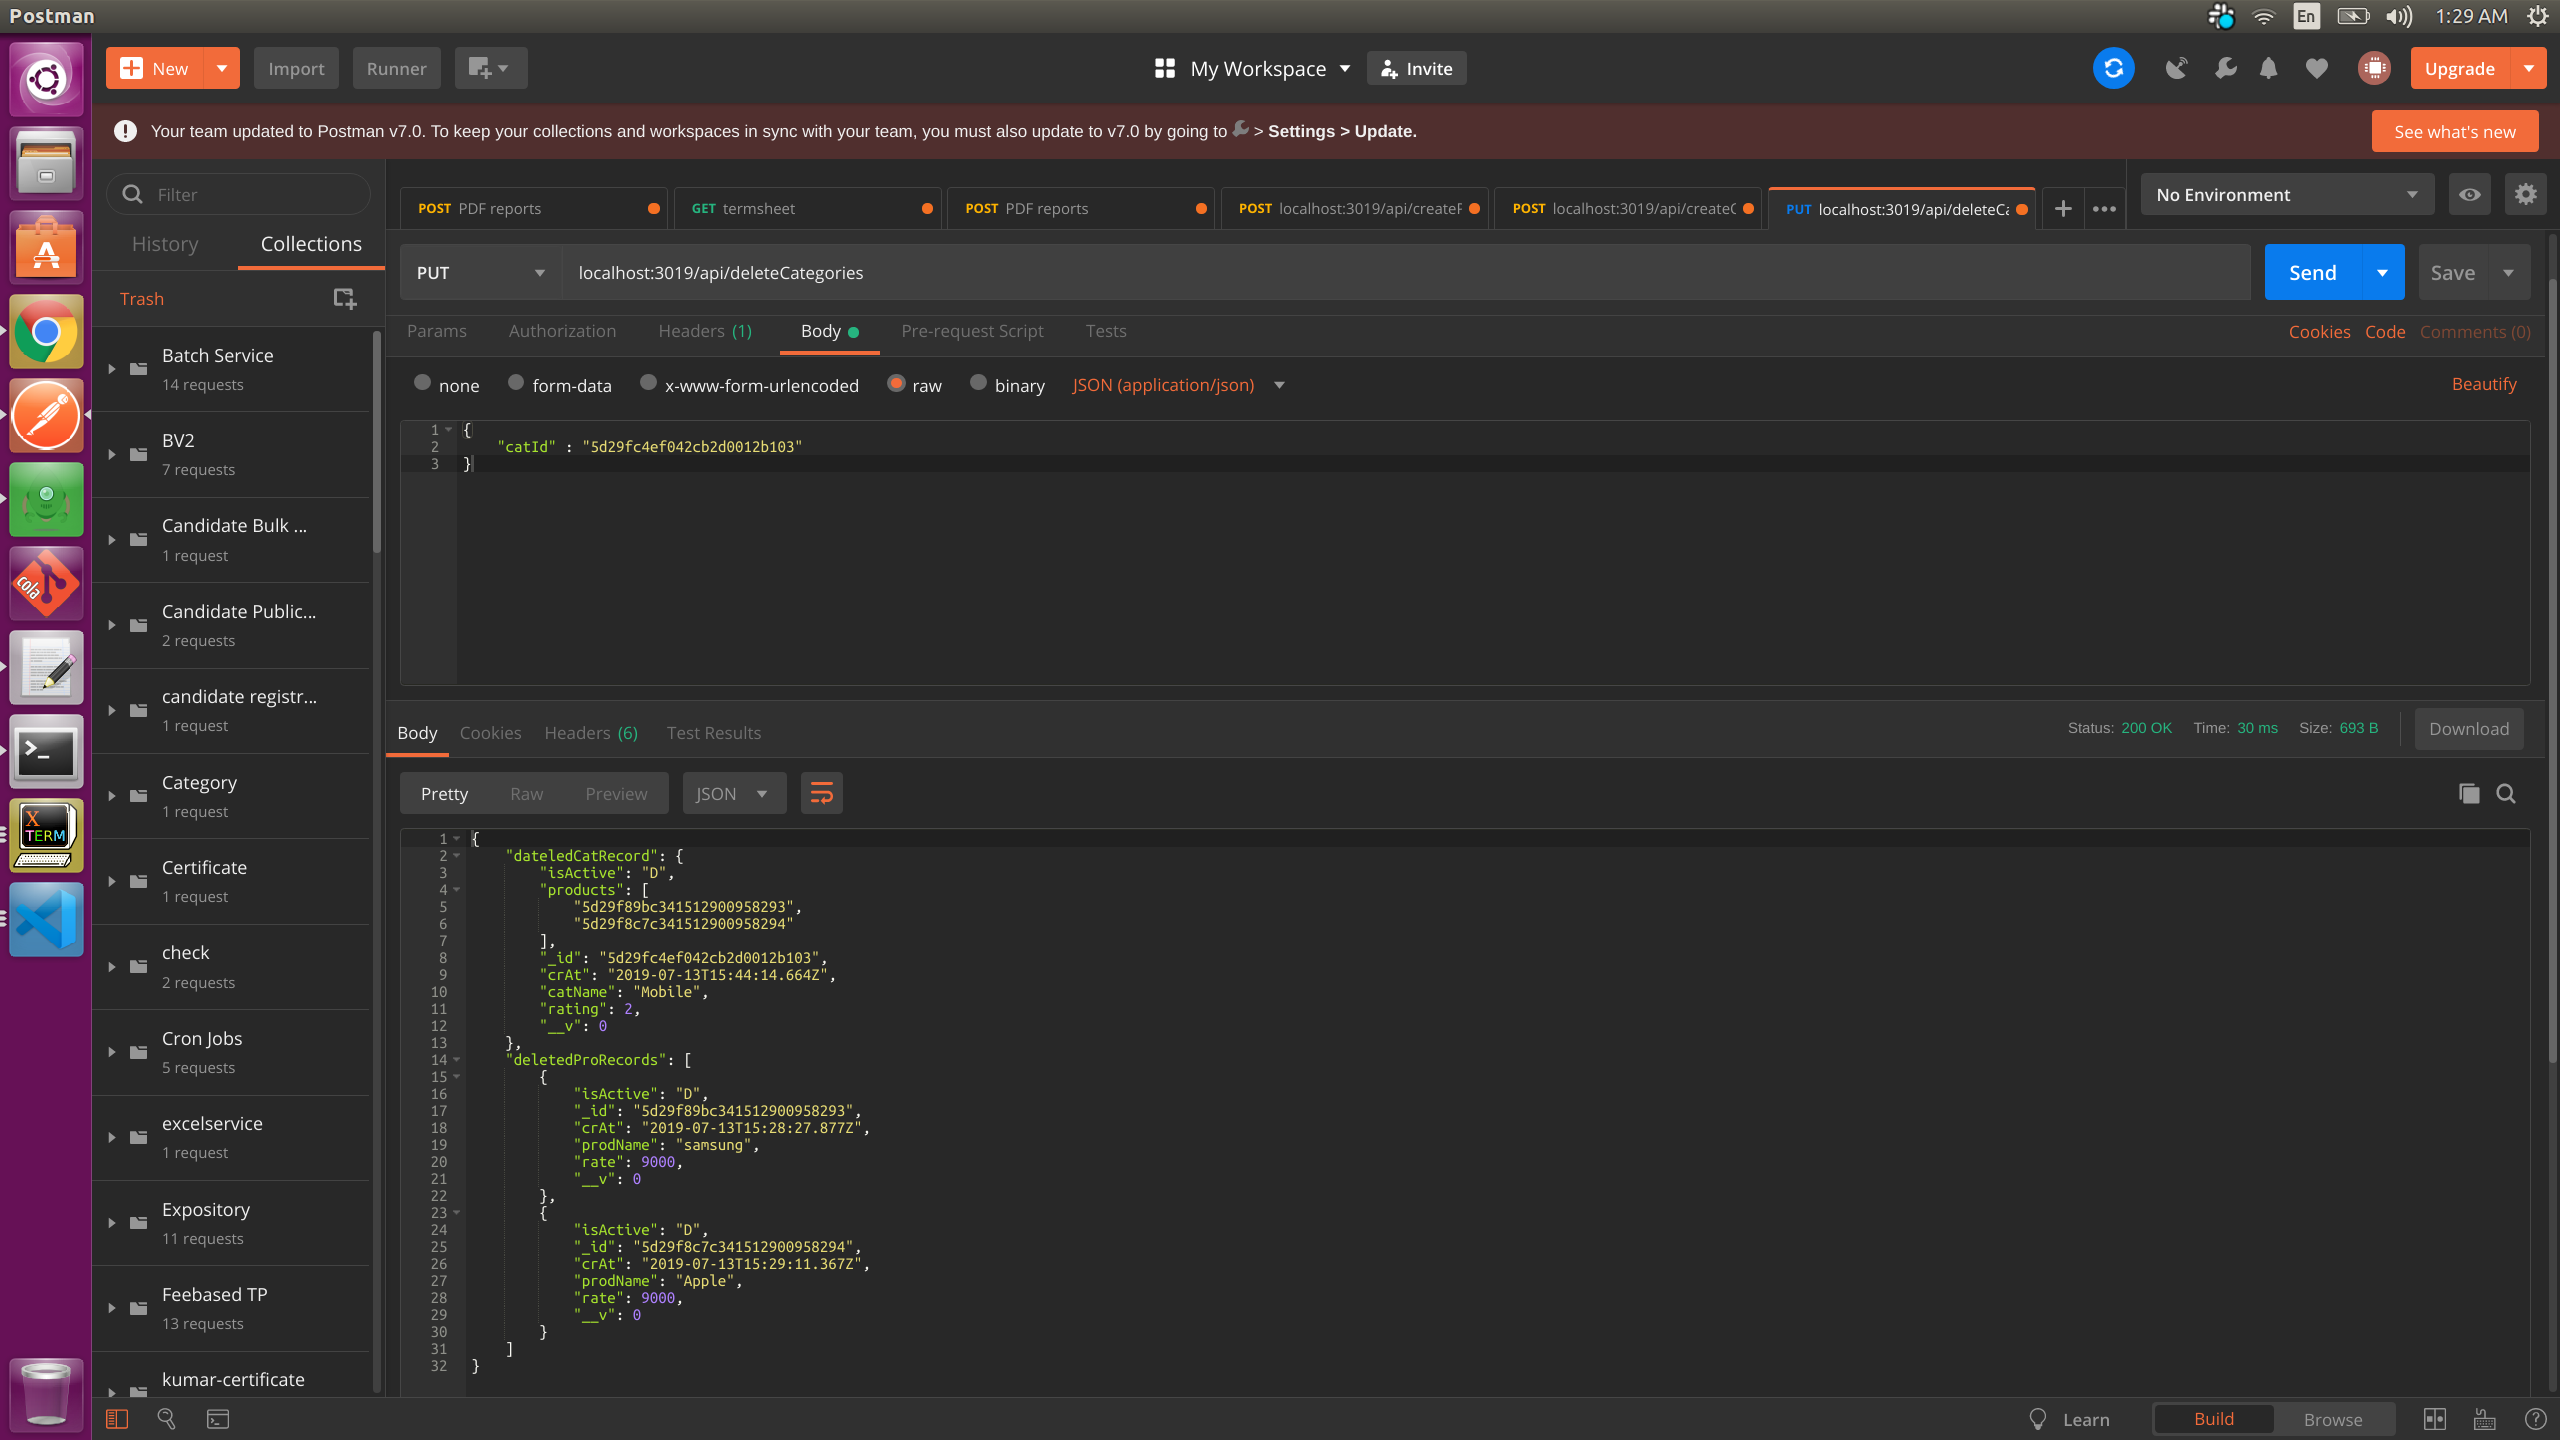 Postman
En
1:29 AM
New
Import
Runner
My Workspace
Invite
Upgrade
Your team updated to Postman v7.0. To keep your collections and workspaces in sync with your team, you must also update to v7.0 by going to > Settings > Update.
See what's new
Filter
History
Collections
Trash
Batch Service
14 requests
BV2
7 requests
Candidate Bulk ...
1 request
Candidate Public...
2 requests
candidate registr...
1 request
Category
1 request
Certificate
1 request
check
2 requests
Cron Jobs
5 requests
excelservice
1 request
Expository
11 requests
Feebased TP
13 requests
kumar-certificate
cola
X
TERM
POST PDF reports
GET termsheet
POST PDF reports
POST localhost:3019/api/createF
POST localhost:3019/api/createC
PUT localhost:3019/api/deleteCa
No Environment
PUT
localhost:3019/api/deleteCategories
Send
Save
Params
Authorization
Headers (1)
Body
Pre-request Script
Tests
Cookies
Code
Comments (0)
none
form-data
x-www-form-urlencoded
raw
binary
JSON (application/json)
Beautify
1 {
2 "catId" : "5d29fc4ef042cb2d0012b103"
3 }
Body
Cookies
Headers (6)
Test Results
Status: 200 OK
Time: 30 ms
Size: 693 B
Download
Pretty
Raw
Preview
JSON
1 {
2 "dateledCatRecord": {
3 "isActive": "D",
4 "products": [
5 "5d29f89bc341512900958293",
6 "5d29f8c7c341512900958294"
7 ],
8 "_id": "5d29fc4ef042cb2d0012b103",
9 "crAt": "2019-07-13T15:44:14.664Z",
10 "catName": "Mobile",
11 "rating": 2,
12 "__v": 0
13 },
14 "deletedProRecords": [
15 {
16 "isActive": "D",
17 "_id": "5d29f89bc341512900958293",
18 "crAt": "2019-07-13T15:28:27.877Z",
19 "prodName": "samsung",
20 "rate": 9000,
21 "__v": 0
22 },
23 {
24 "isActive": "D",
25 "_id": "5d29f8c7c341512900958294",
26 "crAt": "2019-07-13T15:29:11.367Z",
27 "prodName": "Apple",
28 "rate": 9000,
29 "__v": 0
30 }
31 ]
32 }
Learn
Build
Browse